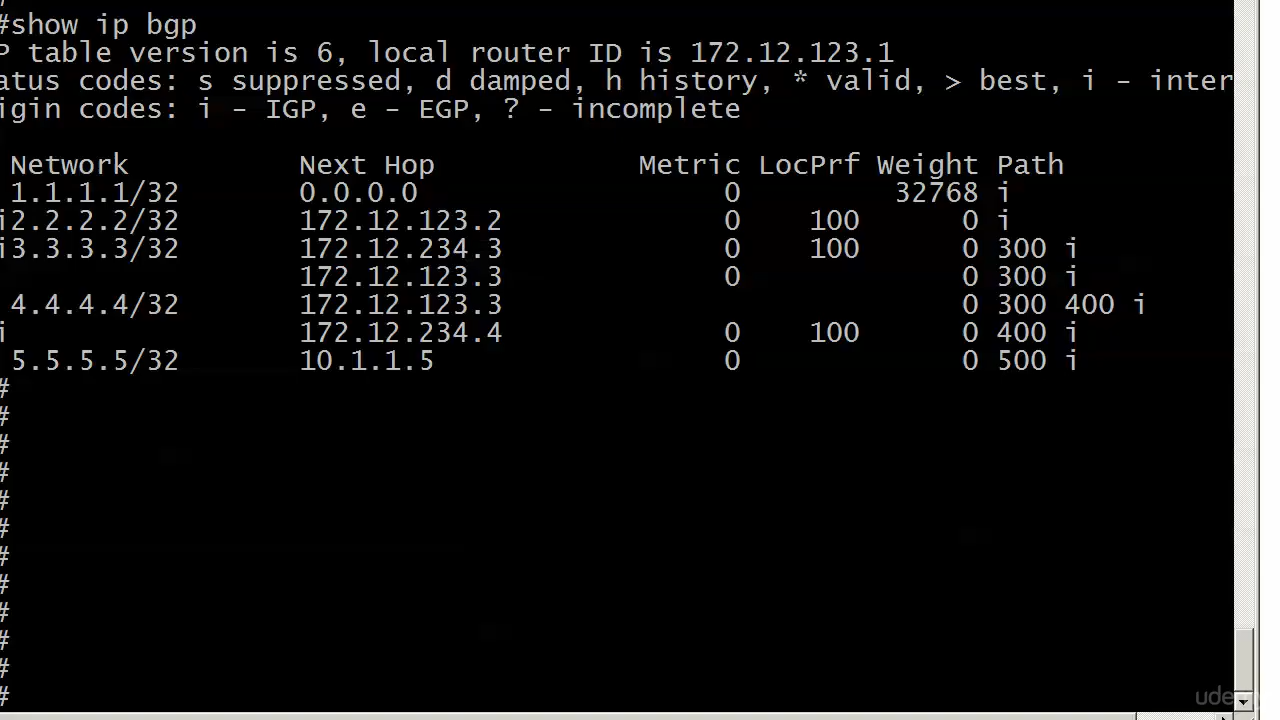 #show ip bgp
P table version is 6, local router ID is 172.12.123.1
atus codes: s suppressed, d damped, h history, * valid, > best, i - inter
igin codes: i - IGP, e - EGP, ? - incomplete
Network Next Hop Metric LocPrf Weight Path
1.1.1.1/32 0.0.0.0 0 32768 i
i2.2.2.2/32 172.12.123.2 0 100 0 i
i3.3.3.3/32 172.12.234.3 0 100 0 300 i
172.12.123.3 0 0 300 i
4.4.4.4/32 172.12.123.3 0 300 400 i
i 172.12.234.4 0 100 0 400 i
5.5.5.5/32 10.1.1.5 0 0 500 i
#
#
#
#
#
#
#
#
#
#
#
#